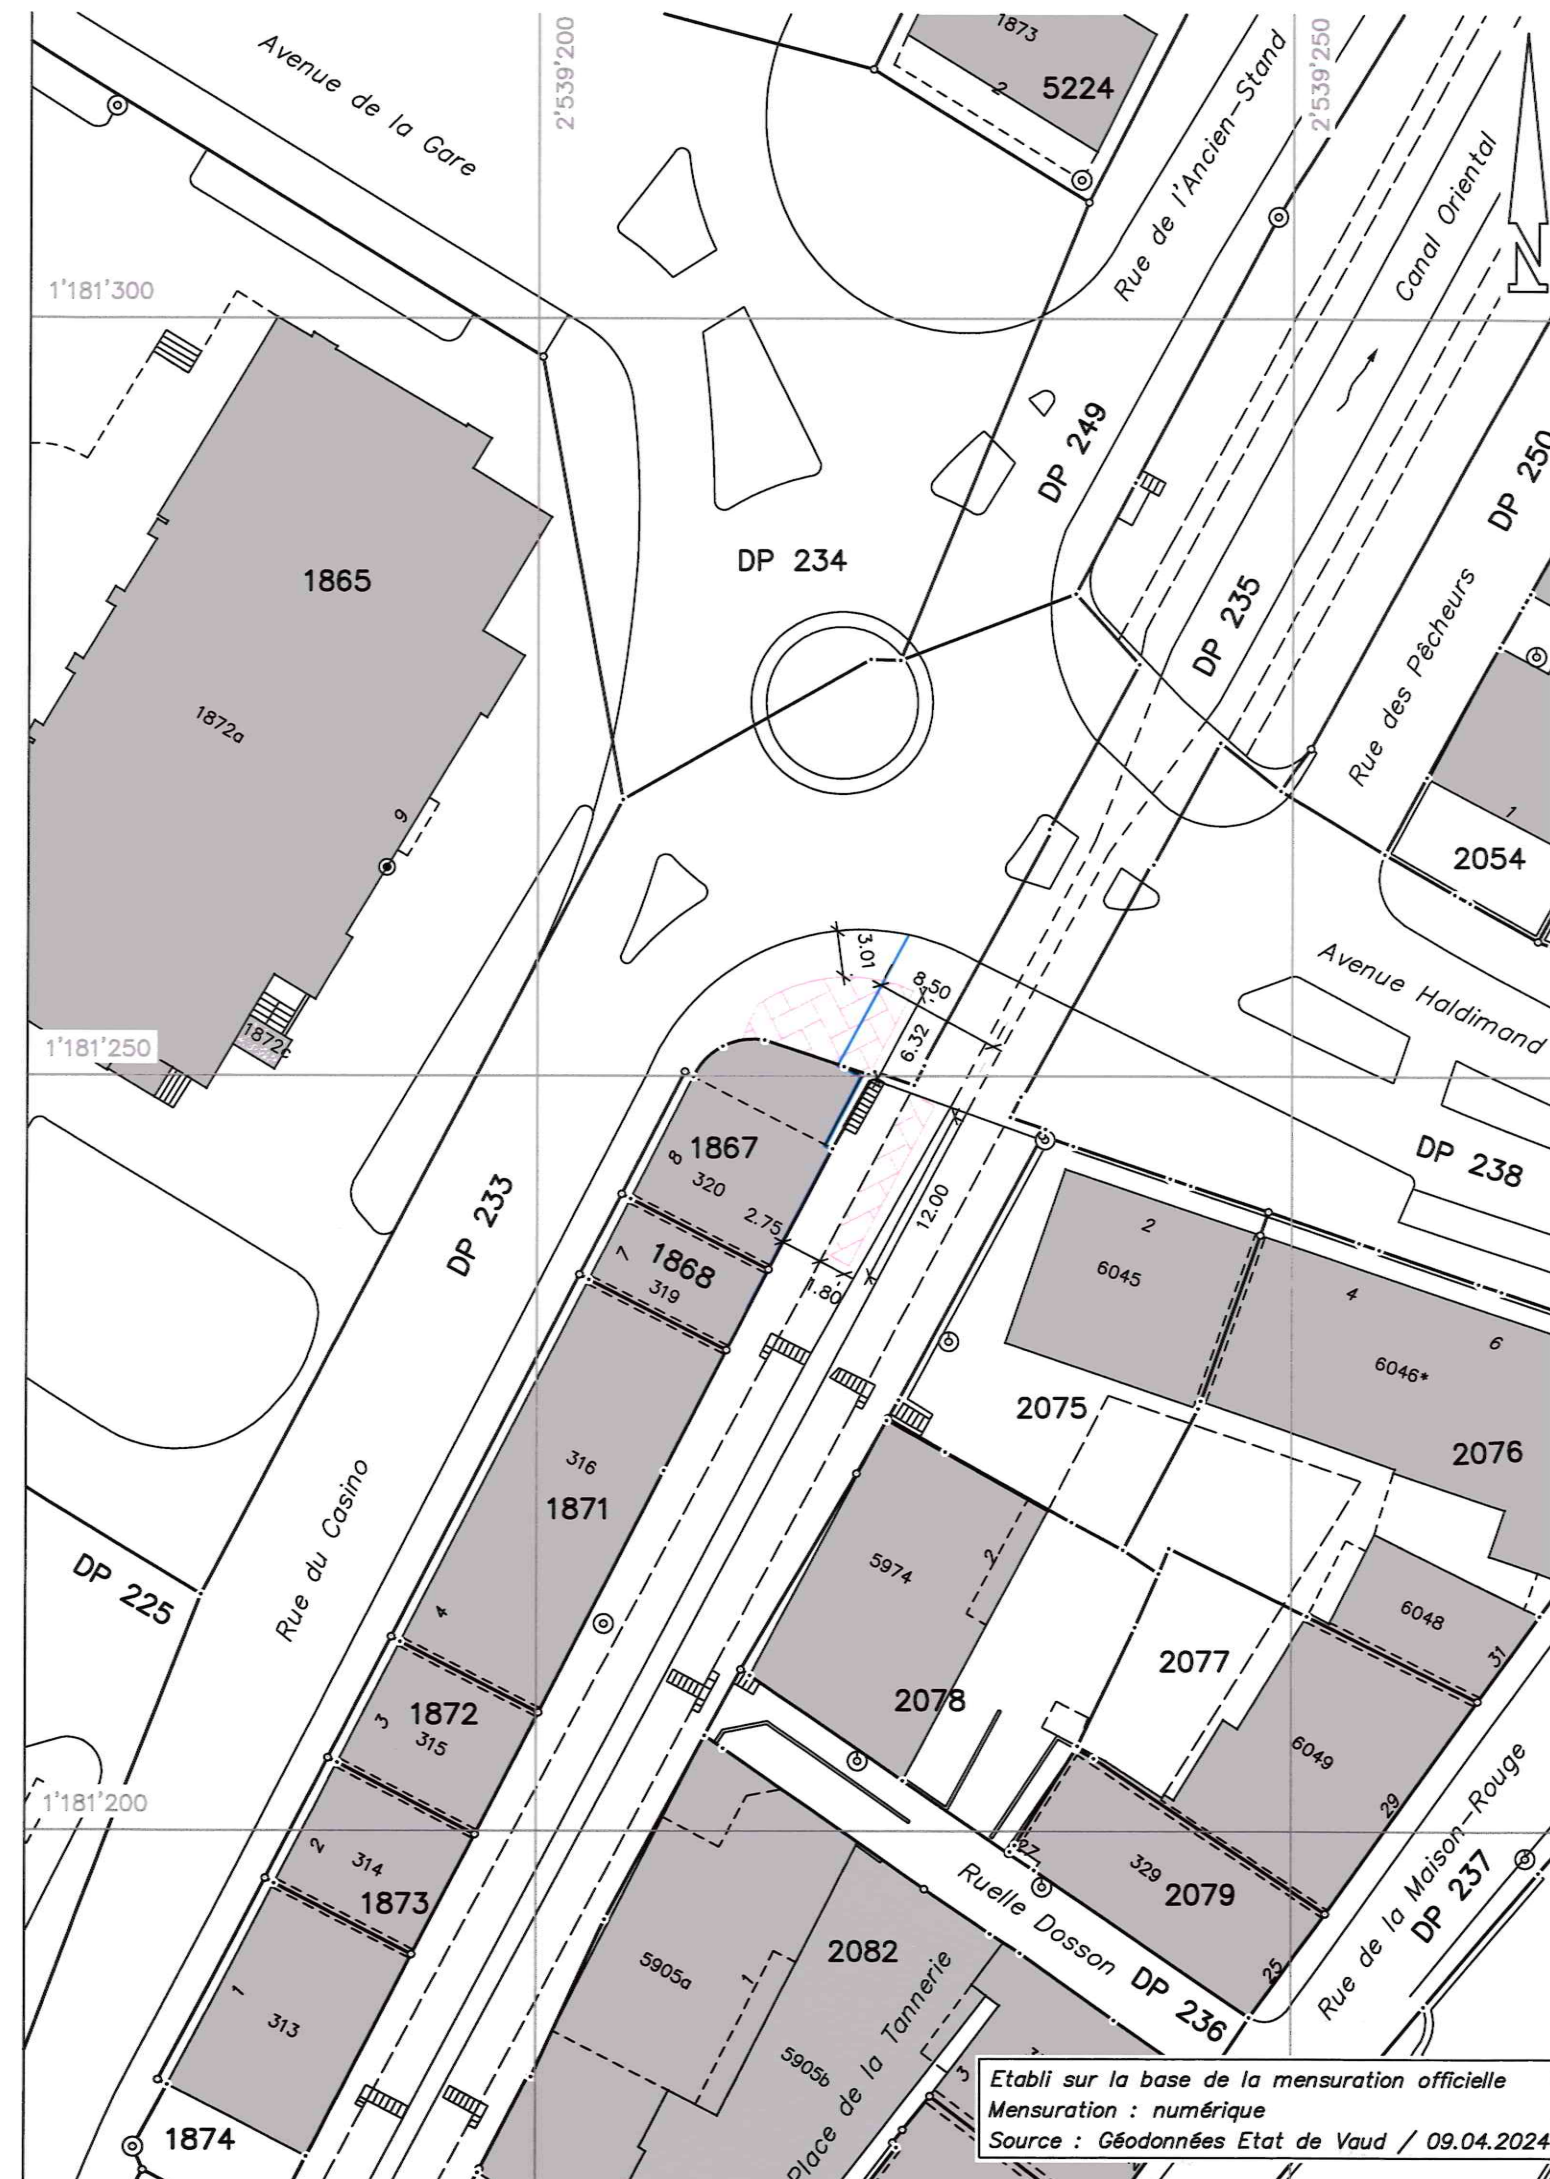 Avenue de la Gare
2'539'200
1873
2
5224
Rue de l'Ancien-Stand
2'539'250
Canal Oriental
N
1'181'300
DP 249
DP 250
DP 234
1865
DP 235
Rue des Pêcheurs
1872a
9
1
2054
3.01
8.50
6.32
Avenue Haldimand
1872c
1'181'250
1867
8
320
DP 238
DP 233
2.75
12.00
2
6045
4
6
7
1868
319
1.80
6046*
2075
2076
316
1871
Rue du Casino
5974
2
DP 225
4
6048
31
2077
2078
1872
3
315
6049
1'181'200
29
Rue de la Maison-Rouge
2
314
1873
27
329
2079
Ruelle Dosson
DP 237
2082
5905a
1
25
DP 236
1
313
5905b
Place de la Tannerie
3
1874
Etabli sur la base de la mensuration officielle
Mensuration : numérique
Source : Géodonnées Etat de Vaud / 09.04.2024